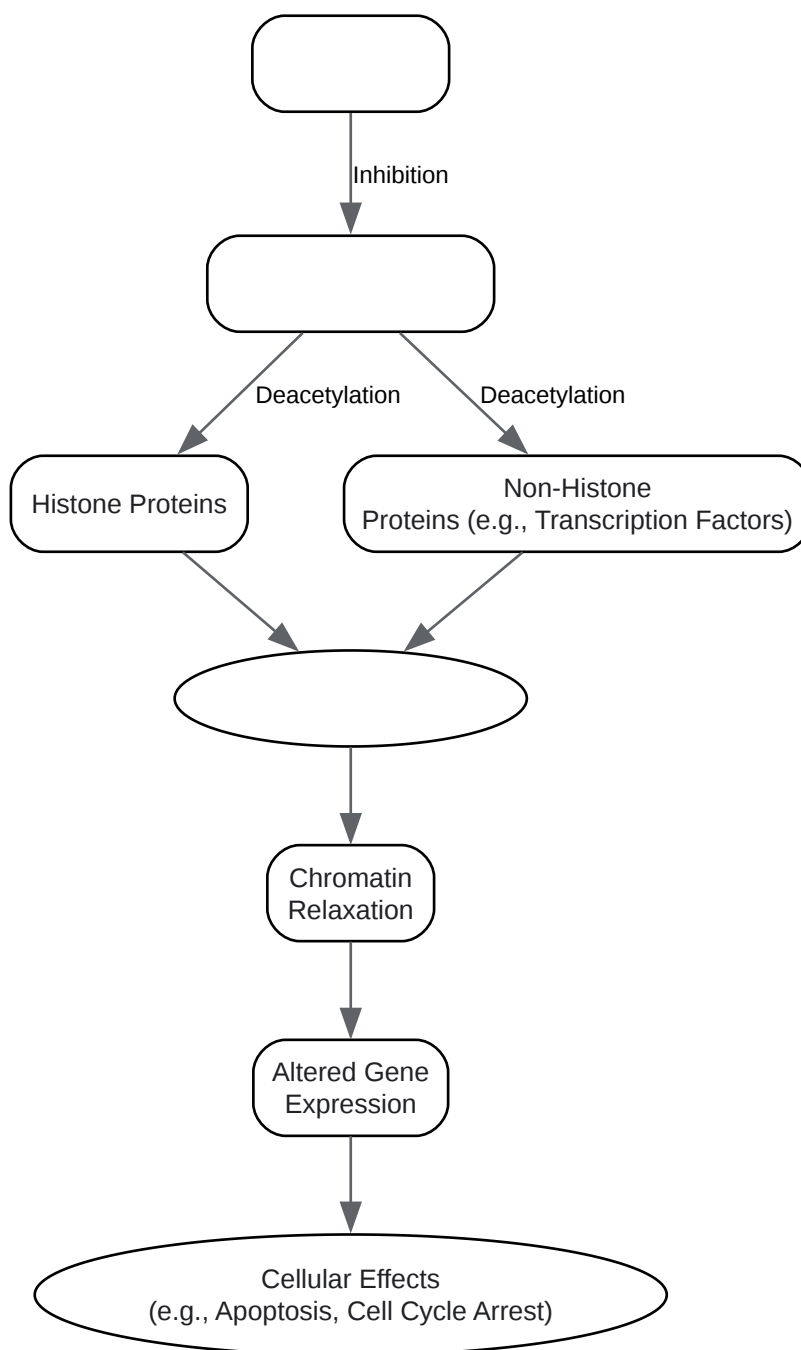 Inhibition
Deacetylation
Deacetylation
Histone Proteins
Non-Histone
Proteins (e.g., Transcription Factors)
Chromatin
Relaxation
Altered Gene
Expression
Cellular Effects
(e.g., Apoptosis, Cell Cycle Arrest)